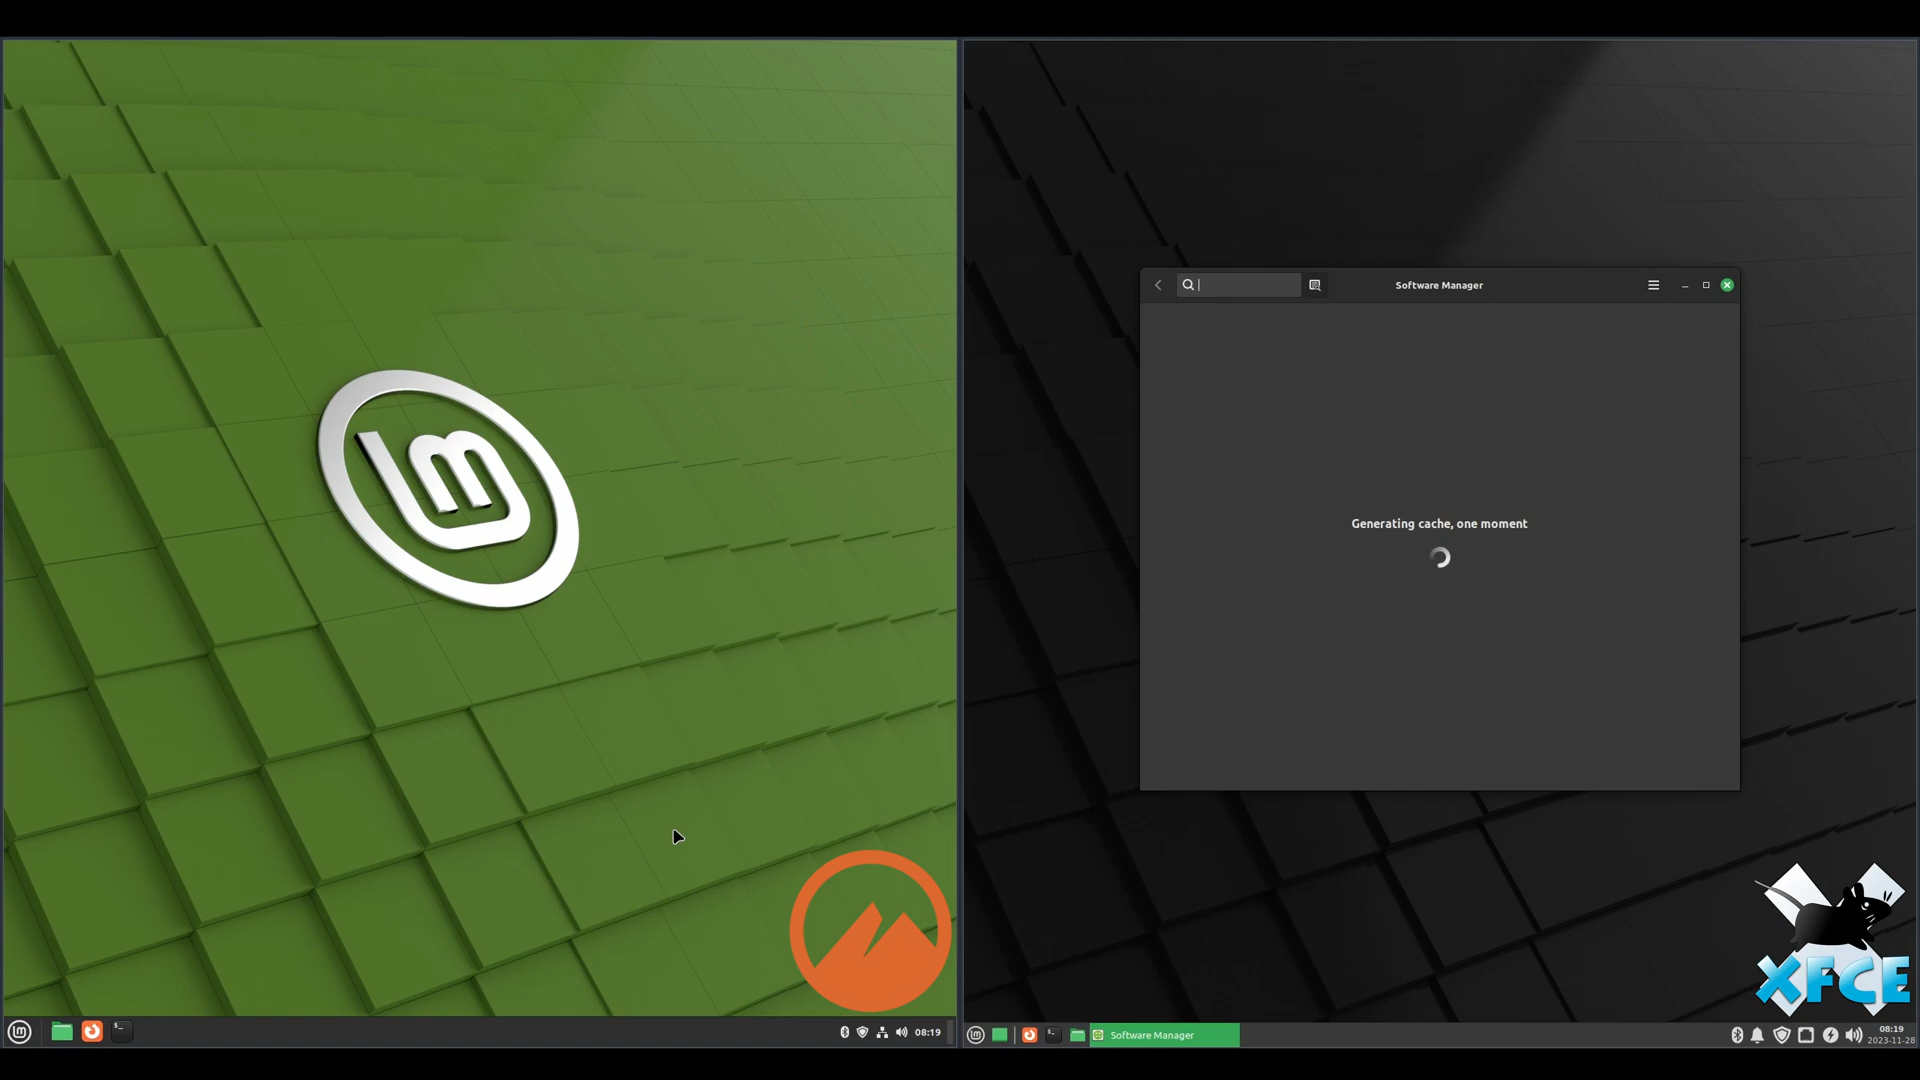 Software Manager
Generating cache, one moment
XFCE
08:19
Software Manager
08:19
2023-11-28